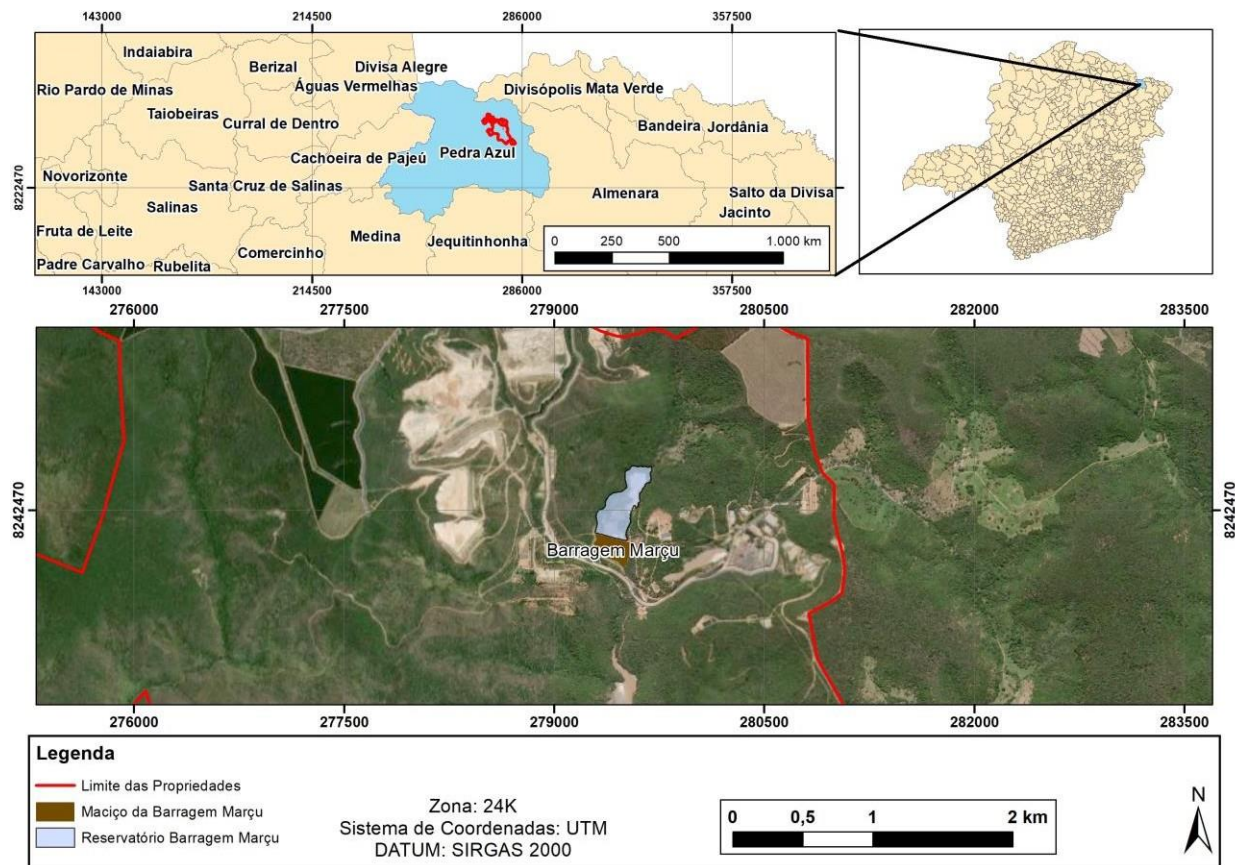 143000 214500 286000 357500
Indaiabira
Berizal
Divisa Alegre
Rio Pardo de Minas
Águas Vermelhas
Divisópolis
Mata Verde
Taiobeiras
Curral de Dentro
Bandeira
Jordânia
Cachoeira de Pajeú
Pedra Azul
Novorizonte
Santa Cruz de Salinas
Almenara
Salto da Divisa
8222470
Salinas
Jacinto
Fruta de Leite
Medina
Jequitinhonha
Comercinho
Padre Carvalho
Rubelita
0 250 500 1.000 km
143000 214500 286000 357500
276000 277500 279000 280500 282000 283500
8242470
8242470
Barragem Marçu
276000 277500 279000 280500 282000 283500
Legenda
Limite das Propriedades
Maciço da Barragem Marçu
Reservatório Barragem Marçu
Zona: 24K
Sistema de Coordenadas: UTM
DATUM: SIRGAS 2000
0 0,5 1 2 km
N